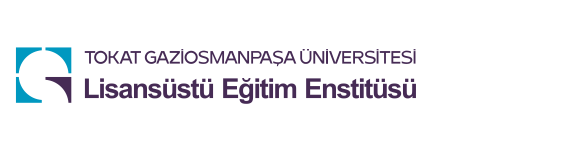 TOKAT GAZİOSMANPAŞA ÜNİVERSİTESİ
Lisansüstü Eğitim Enstitüsü